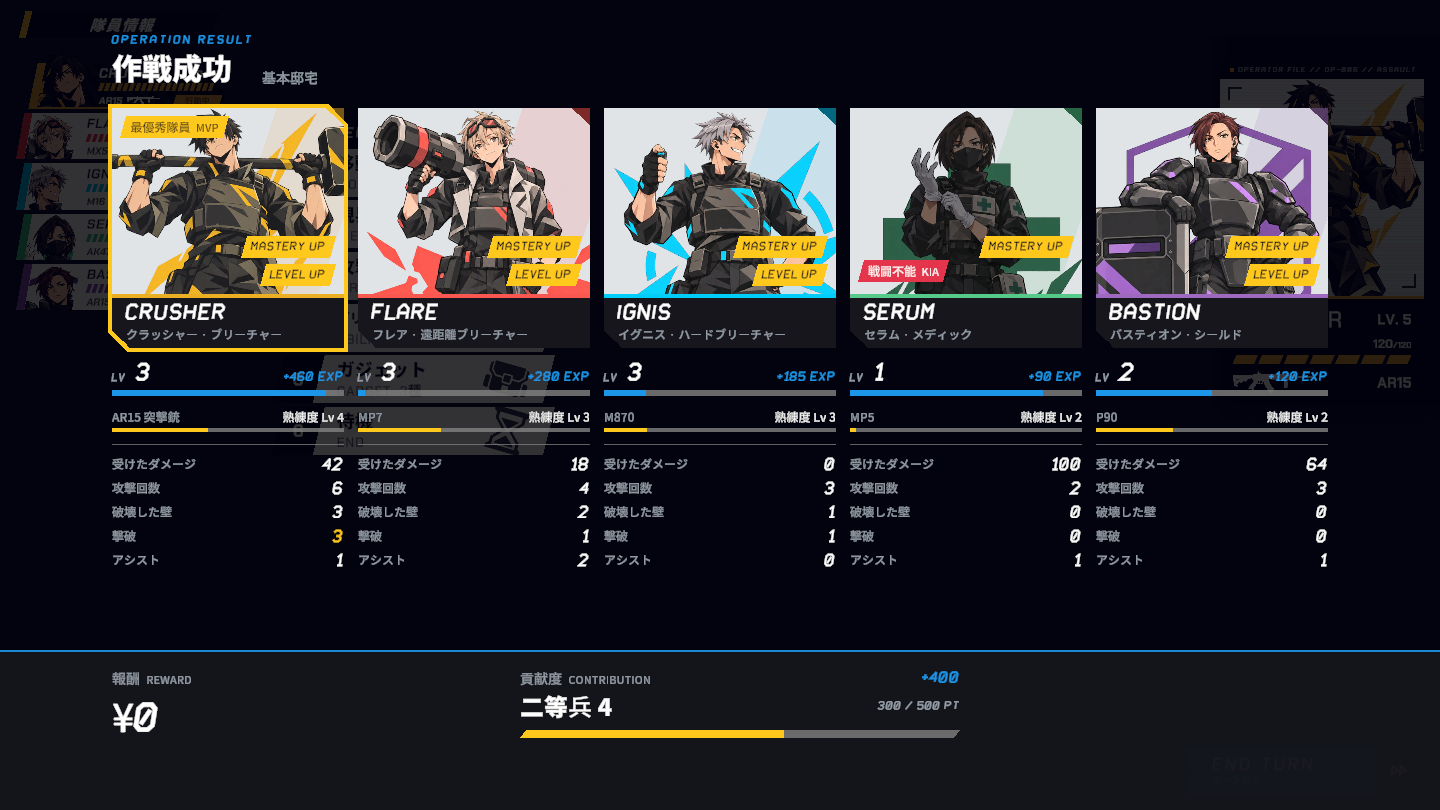 隊員情報
OPERATION RESULT
作戦成功 基本邸宅
OPERATOR FILE // OP-006 // ASSAULT
最優秀隊員 MVP
MASTERY UP
LEVEL UP
CRUSHER
クラッシャー・ブリーチャー
LV 3 +460 EXP
AR15 突撃銃 熟練度 Lv 4
受けたダメージ 42
攻撃回数 6
破壊した壁 3
撃破 3
アシスト 1
MASTERY UP
LEVEL UP
FLARE
フレア・遠距離ブリーチャー
LV 3 +280 EXP
MP7 熟練度 Lv 3
受けたダメージ 18
攻撃回数 4
破壊した壁 2
撃破 1
アシスト 2
MASTERY UP
LEVEL UP
IGNIS
イグニス・ハードブリーチャー
LV 3 +185 EXP
M870 熟練度 Lv 3
受けたダメージ 0
攻撃回数 3
破壊した壁 1
撃破 1
アシスト 0
MASTERY UP
戦闘不能 KIA
SERUM
セラム・メディック
LV 1 +90 EXP
MP5 熟練度 Lv 2
受けたダメージ 100
攻撃回数 2
破壊した壁 0
撃破 0
アシスト 1
MASTERY UP
LEVEL UP
BASTION
バスティオン・シールド
LV 2 +120 EXP
P90 熟練度 Lv 2
受けたダメージ 64
攻撃回数 3
破壊した壁 0
撃破 0
アシスト 1
LV. 5
120/120
AR15
ガジェット
待機
END
報酬 REWARD
¥0
貢献度 CONTRIBUTION +400
二等兵 4 300 / 500 PT
END TURN